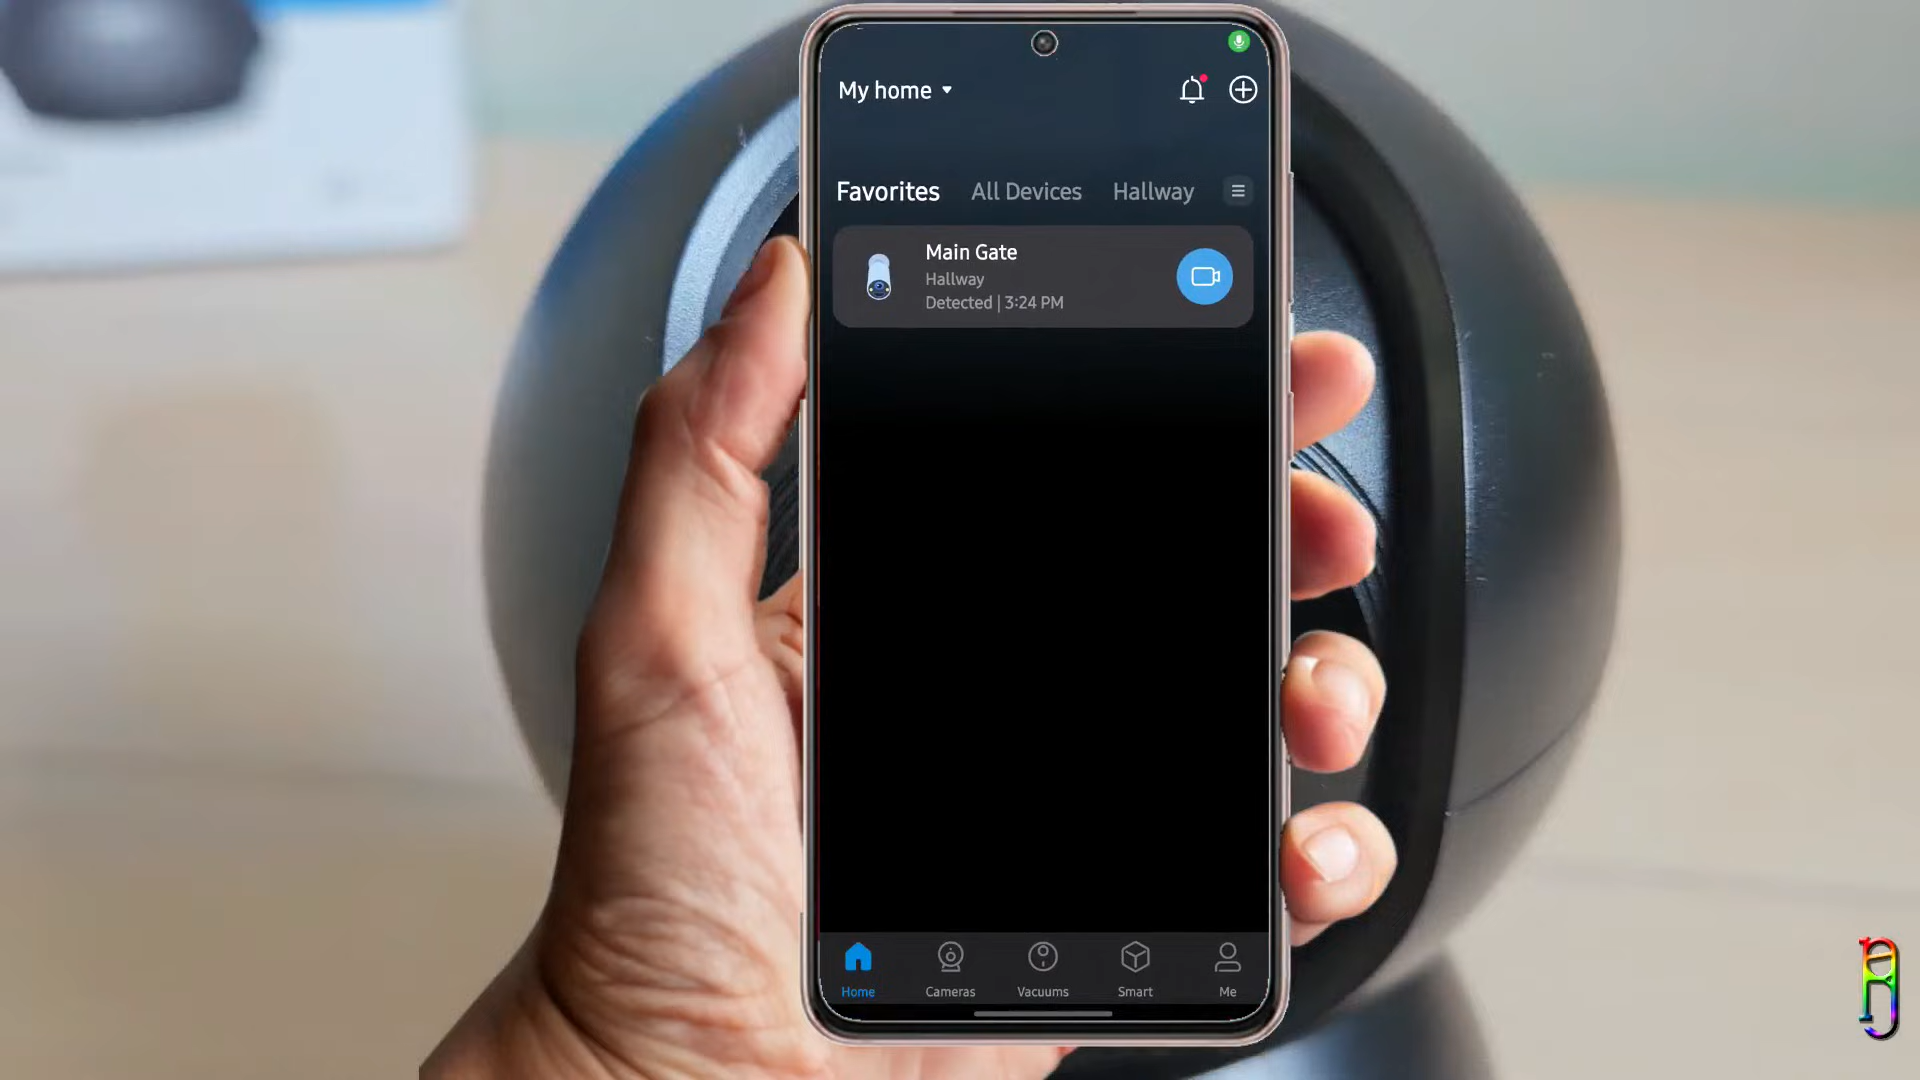 My home
Favorites All Devices Hallway
Main Gate
Hallway
Detected | 3:24 PM
Home Cameras Vacuums Smart Me